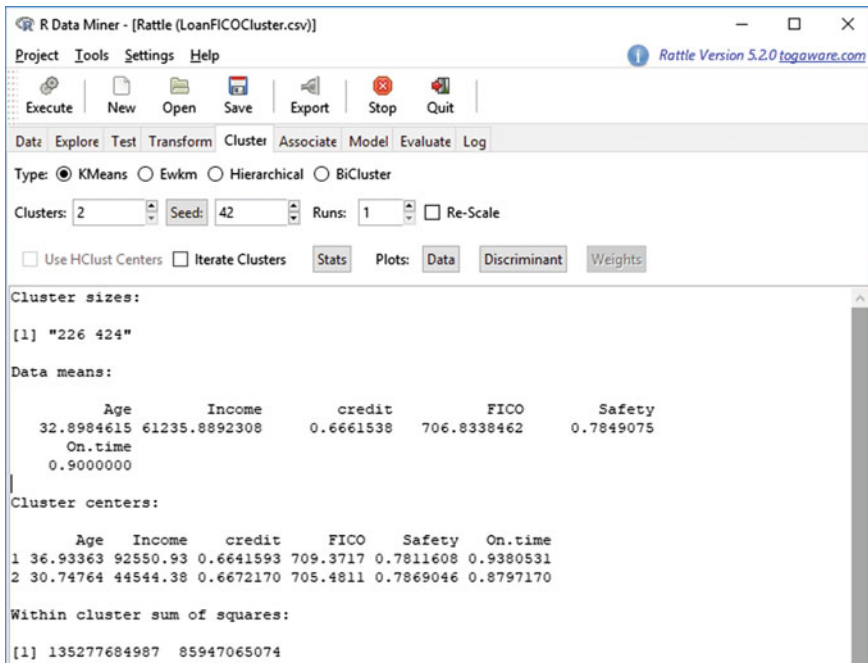 R Data Miner - [Rattle (LoanFICOCluster.csv)]
Project Tools Settings Help
Rattle Version 5.2.0 togaware.com
Execute New Open Save Export Stop Quit
Data Explore Test Transform Cluster Associate Model Evaluate Log
Type: KMeans Ewkm Hierarchical BiCluster
Clusters: 2 Seed: 42 Runs: 1 Re-Scale
Use HClust Centers Iterate Clusters Stats Plots: Data Discriminant Weights
Cluster sizes:
[1] "226 424"
Data means:
Age Income credit FICO Safety
32.8984615 61235.8892308 0.6661538 706.8338462 0.7849075
On.time
0.9000000
Cluster centers:
Age Income credit FICO Safety On.time
1 36.93363 92550.93 0.6641593 709.3717 0.7811608 0.9380531
2 30.74764 44544.38 0.6672170 705.4811 0.7869046 0.8797170
Within cluster sum of squares:
[1] 135277684987 85947065074